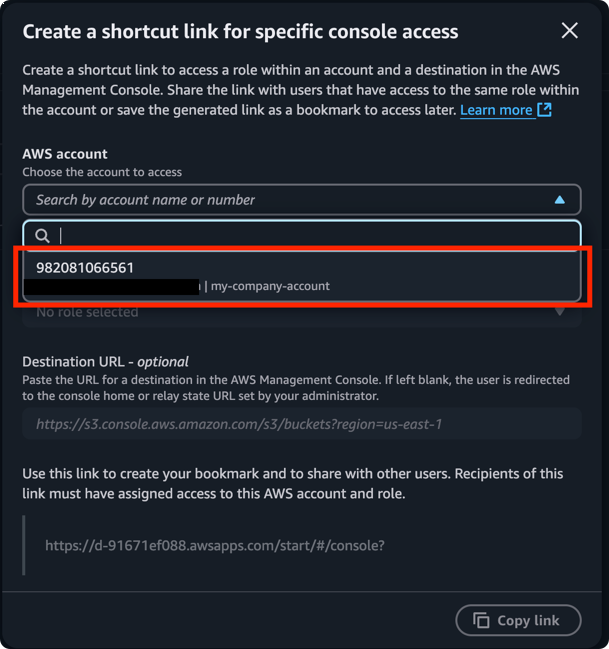 Create a shortcut link for specific console access
Create a shortcut link to access a role within an account and a destination in the AWS
Management Console. Share the link with users that have access to the same role within
the account or save the generated link as a bookmark to access later. Learn more
AWS account
Choose the account to access
Search by account name or number
982081066561
| my-company-account
No role selected
Destination URL - optional
Paste the URL for a destination in the AWS Management Console. If left blank, the user is redirected
to the console home or relay state URL set by your administrator.
https://s3.console.aws.amazon.com/s3/buckets?region=us-east-1
Use this link to create your bookmark and to share with other users. Recipients of this
link must have assigned access to this AWS account and role.
https://d-91671ef088.awsapps.com/start/#/console?
Copy link